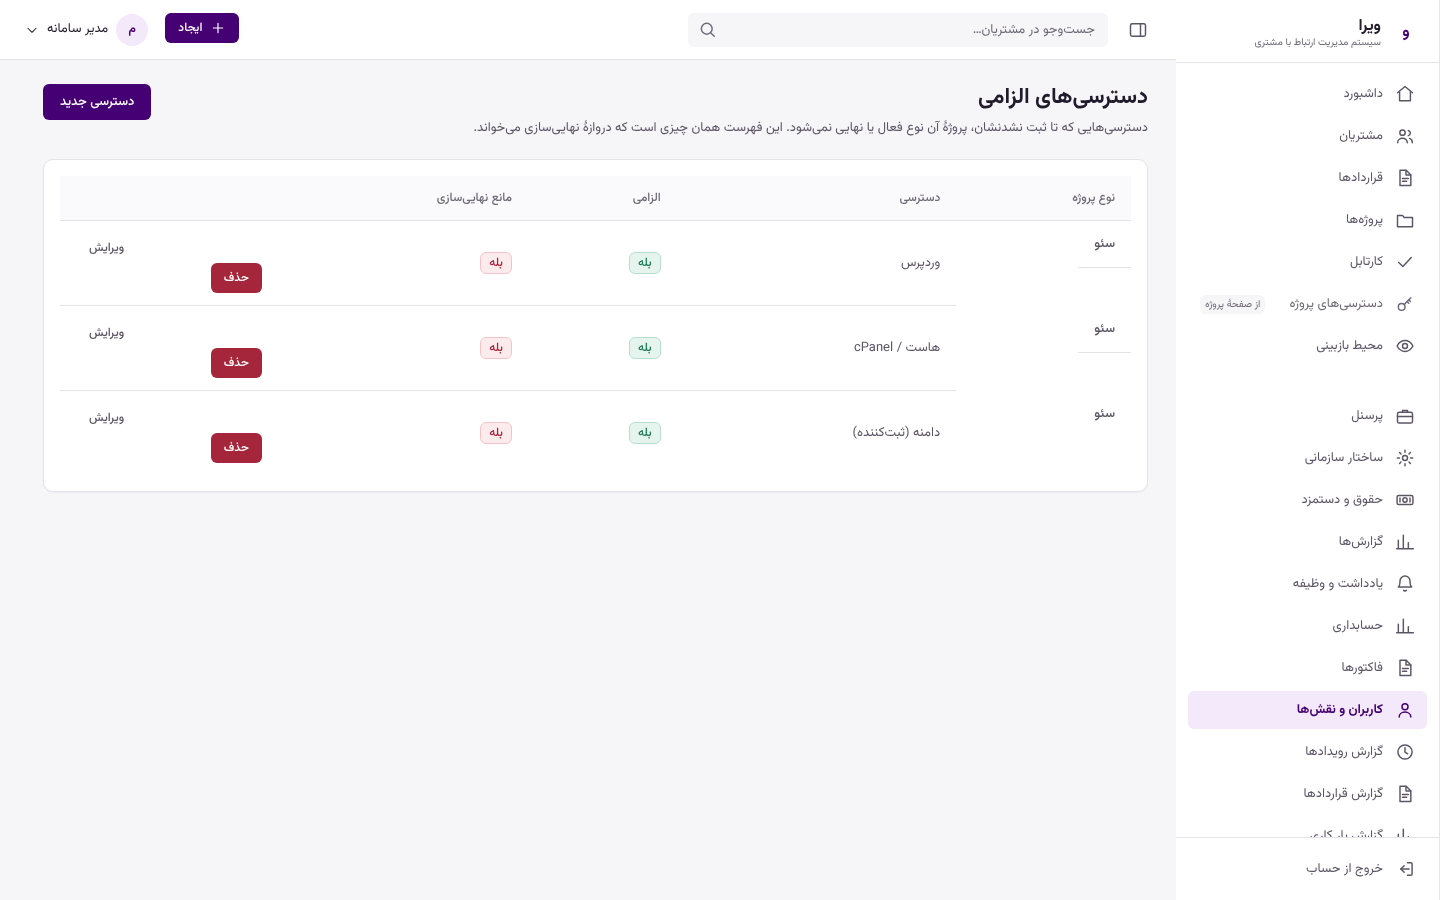 و
ویرا
سیستم مدیریت ارتباط با مشتری
داشبورد
مشتریان
قراردادها
پروژه‌ها
کارتابل
دسترسی‌های پروژه
از صفحهٔ پروژه
محیط بازبینی
پرسنل
ساختار سازمانی
حقوق و دستمزد
گزارش‌ها
یادداشت و وظیفه
حسابداری
فاکتورها
کاربران و نقش‌ها
گزارش رویدادها
گزارش قراردادها
گزارش بار کاری
خروج از حساب
جست‌وجو در مشتریان...
ایجاد
م
مدیر سامانه
دسترسی‌های الزامی
دسترسی جدید
دسترسی‌هایی که تا ثبت نشدنشان، پروژهٔ آن نوع فعال یا نهایی نمی‌شود. این فهرست همان چیزی است که دروازهٔ نهایی‌سازی می‌خواند.
نوع پروژه دسترسی الزامی مانع نهایی‌سازی
سئو وردپرس بله بله ویرایش
حذف
سئو هاست / cPanel بله بله ویرایش
حذف
سئو دامنه (ثبت‌کننده) بله بله ویرایش
حذف